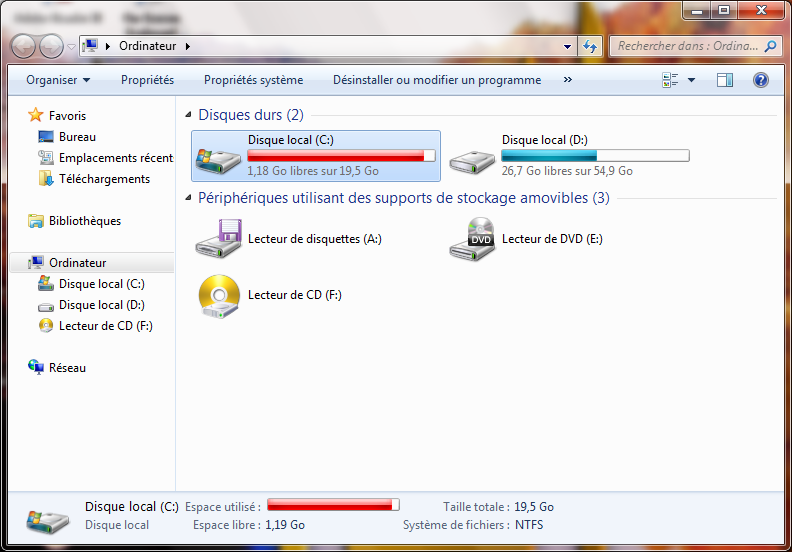 Ordinateur
Rechercher dans : Ordina...
Organiser
Propriétés
Propriétés système
Désinstaller ou modifier un programme
»
Favoris
Bureau
Emplacements récent
Téléchargements
Bibliothèques
Ordinateur
Disque local (C:)
Disque local (D:)
Lecteur de CD (F:)
Réseau
Disques durs (2)
Disque local (C:)
1,18 Go libres sur 19,5 Go
Disque local (D:)
26,7 Go libres sur 54,9 Go
Périphériques utilisant des supports de stockage amovibles (3)
Lecteur de disquettes (A:)
DVD
Lecteur de DVD (E:)
Lecteur de CD (F:)
Disque local (C:) Espace utilisé : Taille totale : 19,5 Go
Disque local Espace libre : 1,19 Go Système de fichiers : NTFS